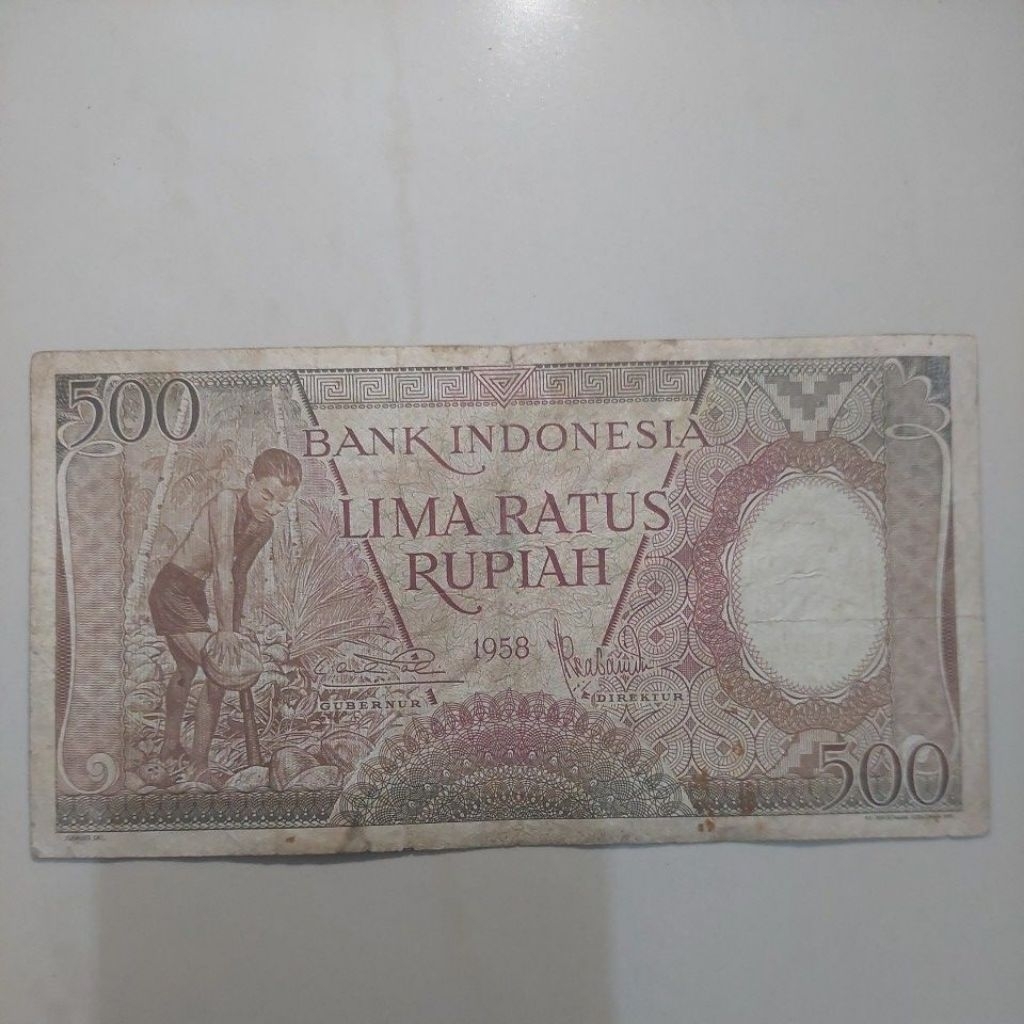 500
BANK INDONESIA
LIMA RATUS
RUPIAH
1958
GUBERNUR
DIREKTUR
500